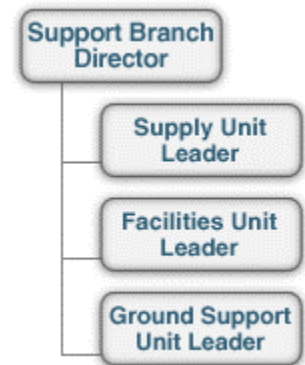 Support Branch
Director
Supply Unit
Leader
Facilities Unit
Leader
Ground Support
Unit Leader